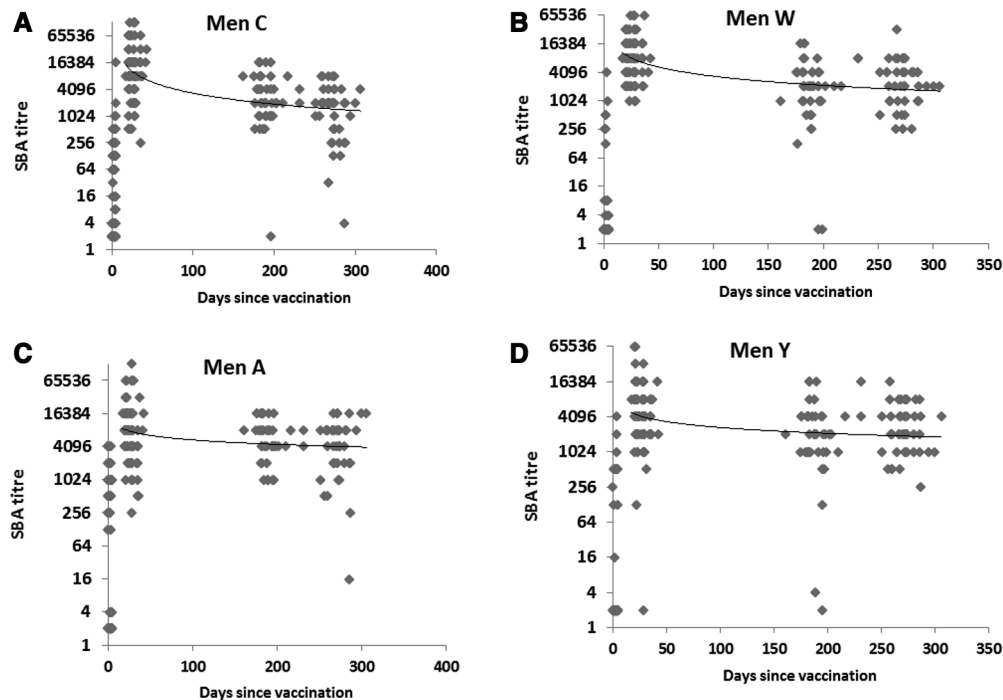 A
Men C
65536
16384
4096
1024
256
64
16
4
1
SBA titre
0 100 200 300 400
Days since vaccination
B
Men W
65536
16384
4096
1024
256
64
16
4
1
SBA titre
0 50 100 150 200 250 300 350
Days since vaccination
C
Men A
65536
16384
4096
1024
256
64
16
4
1
SBA titre
0 100 200 300 400
Days since vaccination
D
Men Y
65536
16384
4096
1024
256
64
16
4
1
SBA titre
0 50 100 150 200 250 300 350
Days since vaccination